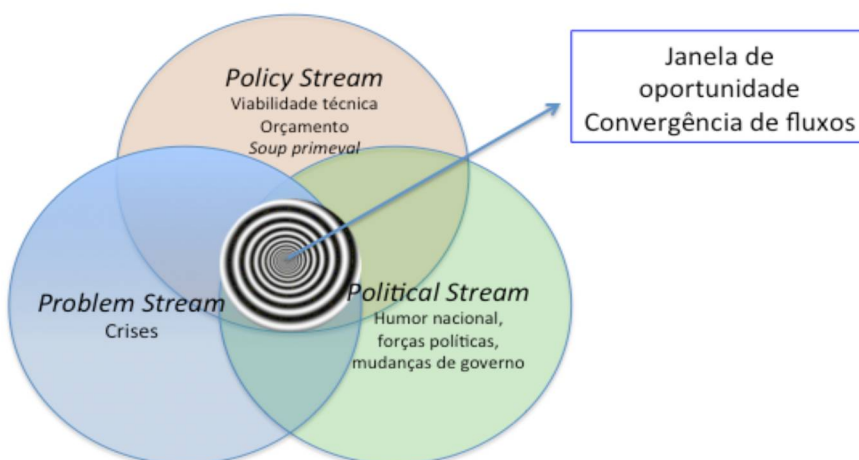 Policy Stream
Viabilidade técnica
Orçamento
Soup primeval
Janela de
oportunidade
Convergência de fluxos
Problem Stream
Crises
Political Stream
Humor nacional,
forças políticas,
mudanças de governo